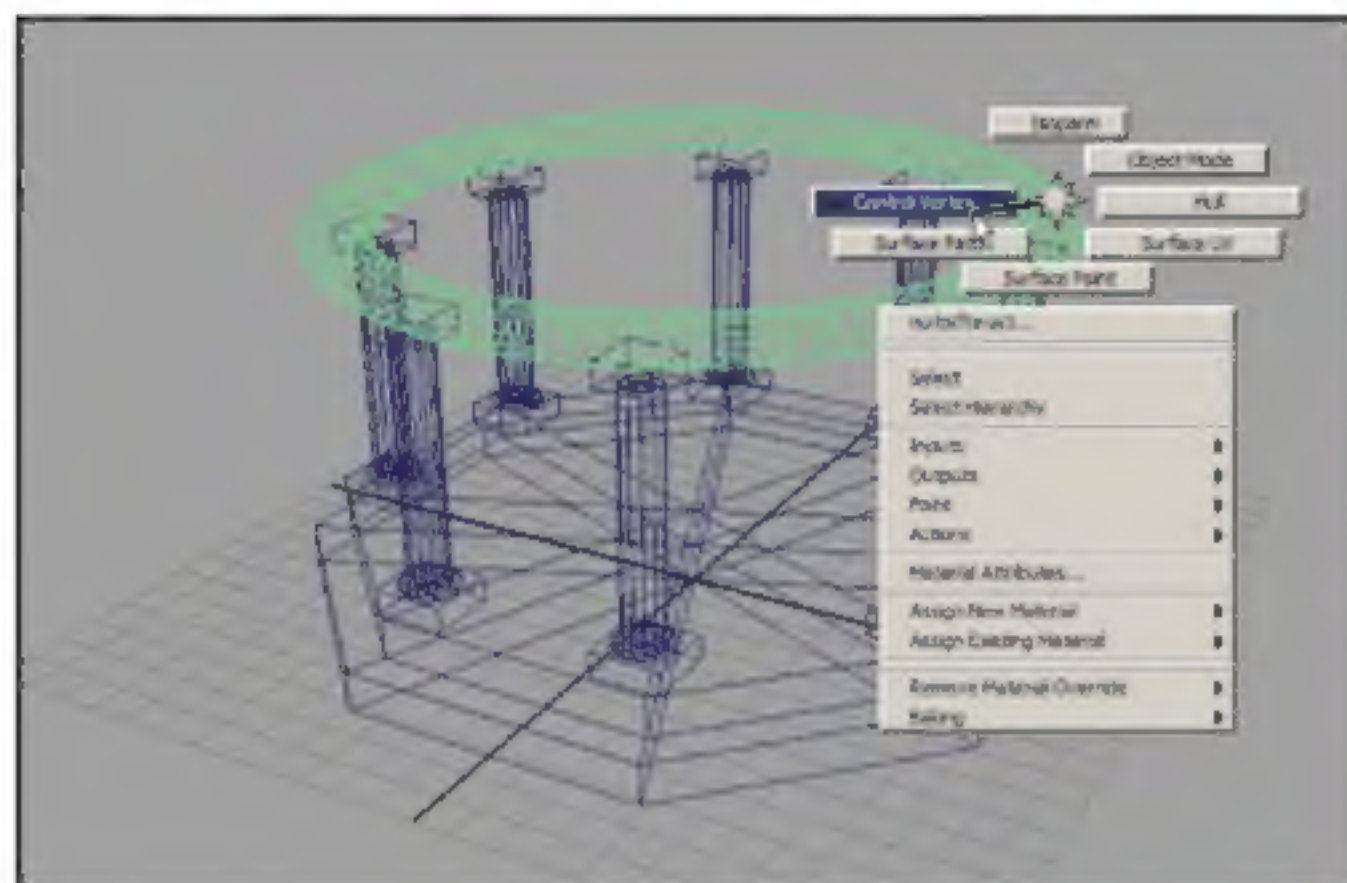 Isoparm
Object Mode
Control Vertex
Hull
Surface Patch
Surface UV
Surface Point
Select
Select Hierarchy
Inputs
Outputs
Paint
Actions
Material Attributes...
Assign New Material
Assign Existing Material
Remove Material Override
Baking